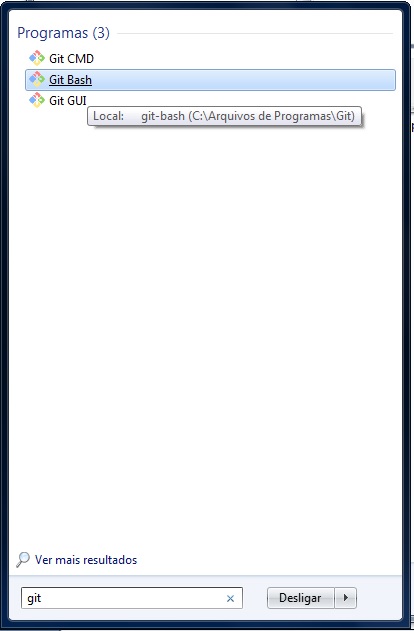 Programas (3)
Git CMD
Git Bash
Git GUI
Local: git-bash (C:\Arquivos de Programas\Git)
Ver mais resultados
git
Desligar